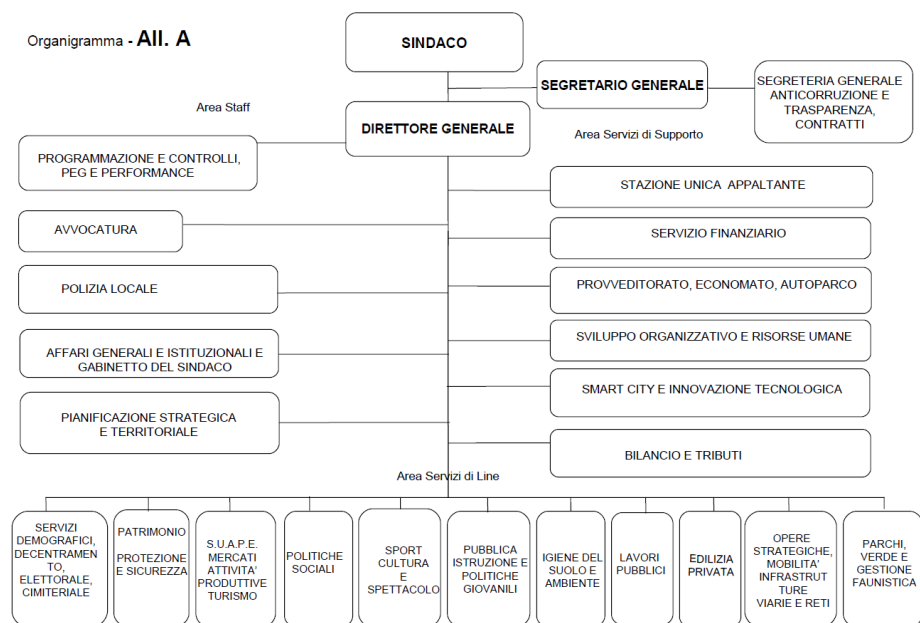 Organigramma - All. A
SINDACO
SEGRETARIO GENERALE
SEGRETERIA GENERALE
ANTICORRUZIONE E
TRASPARENZA,
CONTRATTI
Area Staff
DIRETTORE GENERALE
Area Servizi di Supporto
PROGRAMMAZIONE E CONTROLLI,
PEG E PERFORMANCE
STAZIONE UNICA APPALTANTE
AVVOCATURA
SERVIZIO FINANZIARIO
POLIZIA LOCALE
PROVVEDITORATO, ECONOMATO, AUTOPARCO
AFFARI GENERALI E ISTITUZIONALI E
GABINETTO DEL SINDACO
SVILUPPO ORGANIZZATIVO E RISORSE UMANE
SMART CITY E INNOVAZIONE TECNOLOGICA
PIANIFICAZIONE STRATEGICA
E TERRITORIALE
BILANCIO E TRIBUTI
Area Servizi di Line
SERVIZI
DEMOGRAFICI,
DECENTRAMEN
TO,
ELETTORALE,
CIMITERIALE
PATRIMONIO
PROTEZIONE
E SICUREZZA
S.U.A.P.E.
MERCATI
ATTIVITA'
PRODUTTIVE
TURISMO
POLITICHE
SOCIALI
SPORT
CULTURA
E
SPETTACOLO
PUBBLICA
ISTRUZIONE E
POLITICHE
GIOVANILI
IGIENE DEL
SUOLO E
AMBIENTE
LAVORI
PUBBLICI
EDILIZIA
PRIVATA
OPERE
STRATEGICHE,
MOBILITA'
INFRASTRUT
TURE
VIARIE E RETI
PARCHI,
VERDE E
GESTIONE
FAUNISTICA